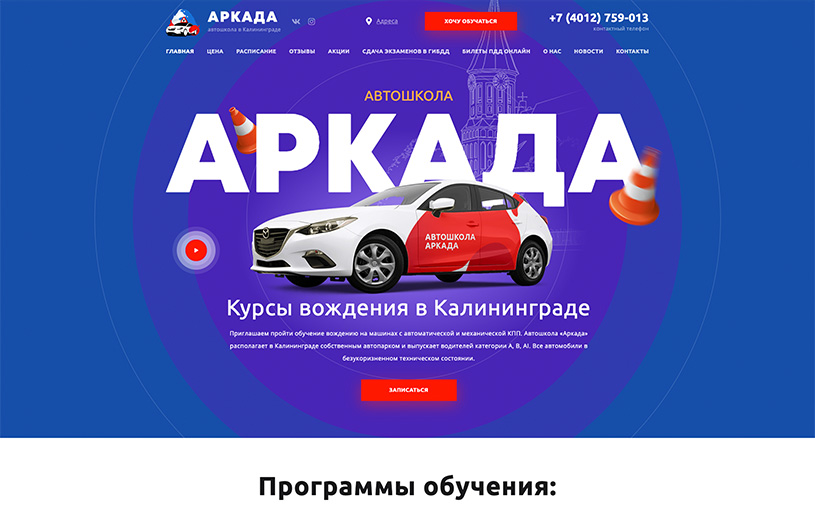 АРКАДА
автошкола в Калининграде
Адреса
ХОЧУ ОБУЧАТЬСЯ
+7 (4012) 759-013
контактный телефон
ГЛАВНАЯ ЦЕНА РАСПИСАНИЕ ОТЗЫВЫ АКЦИИ СДАЧА ЭКЗАМЕНОВ В ГИБДД БИЛЕТЫ ПДД ОНЛАЙН О НАС НОВОСТИ КОНТАКТЫ
АВТОШКОЛА
АРКАДА
АВТОШКОЛА
АРКАДА
Курсы вождения в Калининграде
Приглашаем пройти обучение вождению на машинах с автоматической и механической КПП. Автошкола «Аркада»
располагает в Калининграде собственным автопарком и выпускает водителей категории A, B, AI. Все автомобили в
безукоризненном техническом состоянии.
ЗАПИСАТЬСЯ
Программы обучения: